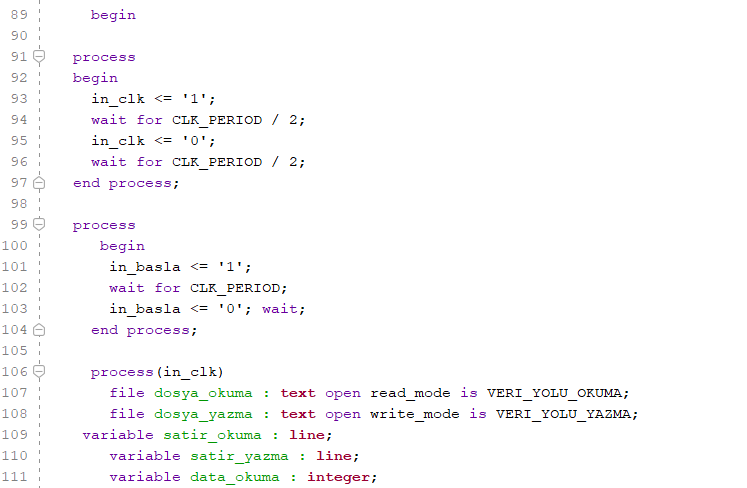 89 begin
90
91 process
92 begin
93 in_clk <= '1';
94 wait for CLK_PERIOD / 2;
95 in_clk <= '0';
96 wait for CLK_PERIOD / 2;
97 end process;
98
99 process
100 begin
101 in_basla <= '1';
102 wait for CLK_PERIOD;
103 in_basla <= '0'; wait;
104 end process;
105
106 process(in_clk)
107 file dosya_okuma : text open read_mode is VERI_YOLU_OKUMA;
108 file dosya_yazma : text open write_mode is VERI_YOLU_YAZMA;
109 variable satir_okuma : line;
110 variable satir_yazma : line;
111 variable data_okuma : integer;